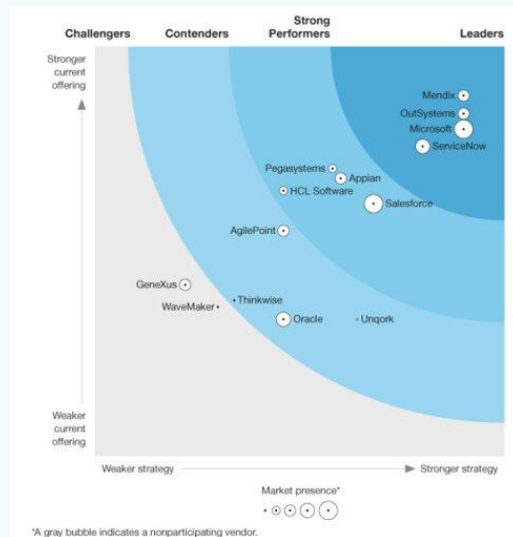 Challengers
Contenders
Strong
Performers
Leaders
Stronger
current
offering
Mendix
OutSystems
Microsoft
ServiceNow
Pegasystems
Appian
HCL Software
Salesforce
AgilePoint
GeneXus
WaveMaker
Thinkwise
Oracle
Unqork
Weaker
current
offering
Weaker strategy
Stronger strategy
Market presence*
*A gray bubble indicates a nonparticipating vendor.